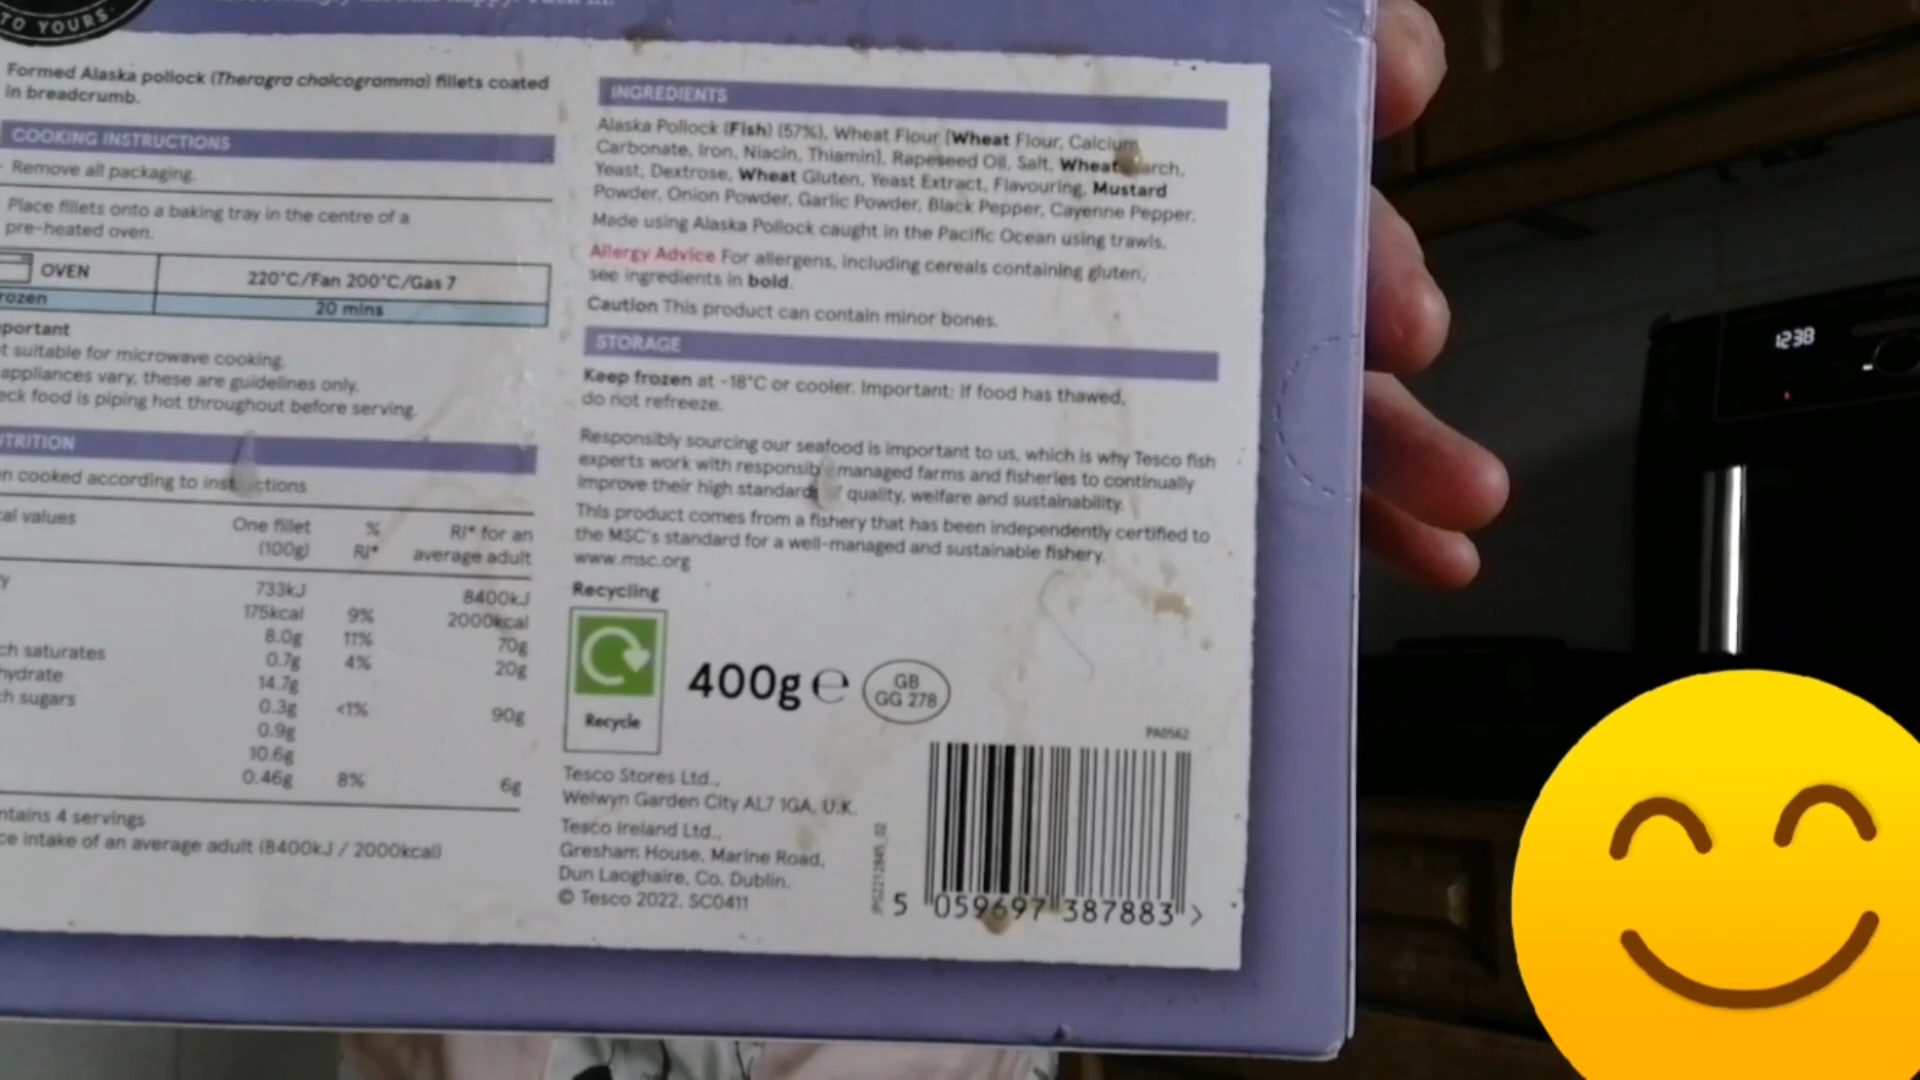 TO YOURS.
Formed Alaska pollock (Theragra chalcogramma) fillets coated
in breadcrumb.
COOKING INSTRUCTIONS
Remove all packaging.
Place fillets onto a baking tray in the centre of a
pre-heated oven.
OVEN 220°C/Fan 200°C/Gas 7
rozen 20 mins
portant
t suitable for microwave cooking.
appliances vary, these are guidelines only.
eck food is piping hot throughout before serving.
TRITION
n cooked according to instructions
cal values One fillet % RI* for an
(100g) RI* average adult
y 733kJ 8400kJ
175kcal 9% 2000kcal
8.0g 11% 70g
ch saturates 0.7g 4% 20g
hydrate 14.7g
ch sugars 0.3g <1% 90g
0.9g
10.6g
0.46g 8% 6g
ntains 4 servings
ce intake of an average adult (8400kJ / 2000kcal)
INGREDIENTS
Alaska Pollock (Fish) (57%), Wheat Flour [Wheat Flour, Calcium
Carbonate, Iron, Niacin, Thiamin], Rapeseed Oil, Salt, Wheat arch,
Yeast, Dextrose, Wheat Gluten, Yeast Extract, Flavouring, Mustard
Powder, Onion Powder, Garlic Powder, Black Pepper, Cayenne Pepper.
Made using Alaska Pollock caught in the Pacific Ocean using trawls.
Allergy Advice For allergens, including cereals containing gluten,
see ingredients in bold.
Caution This product can contain minor bones.
STORAGE
Keep frozen at -18°C or cooler. Important: If food has thawed,
do not refreeze.
Responsibly sourcing our seafood is important to us, which is why Tesco fish
experts work with responsib managed farms and fisheries to continually
improve their high standards of quality, welfare and sustainability.
This product comes from a fishery that has been independently certified to
the MSC's standard for a well-managed and sustainable fishery.
www.msc.org
Recycling
Recycle
400g e
GB
GG 278
PA0562
Tesco Stores Ltd.,
Welwyn Garden City AL7 1GA, U.K.
Tesco Ireland Ltd.,
Gresham House, Marine Road,
Dun Laoghaire, Co. Dublin.
© Tesco 2022. SC0411
5 059697 387883 >
12:38